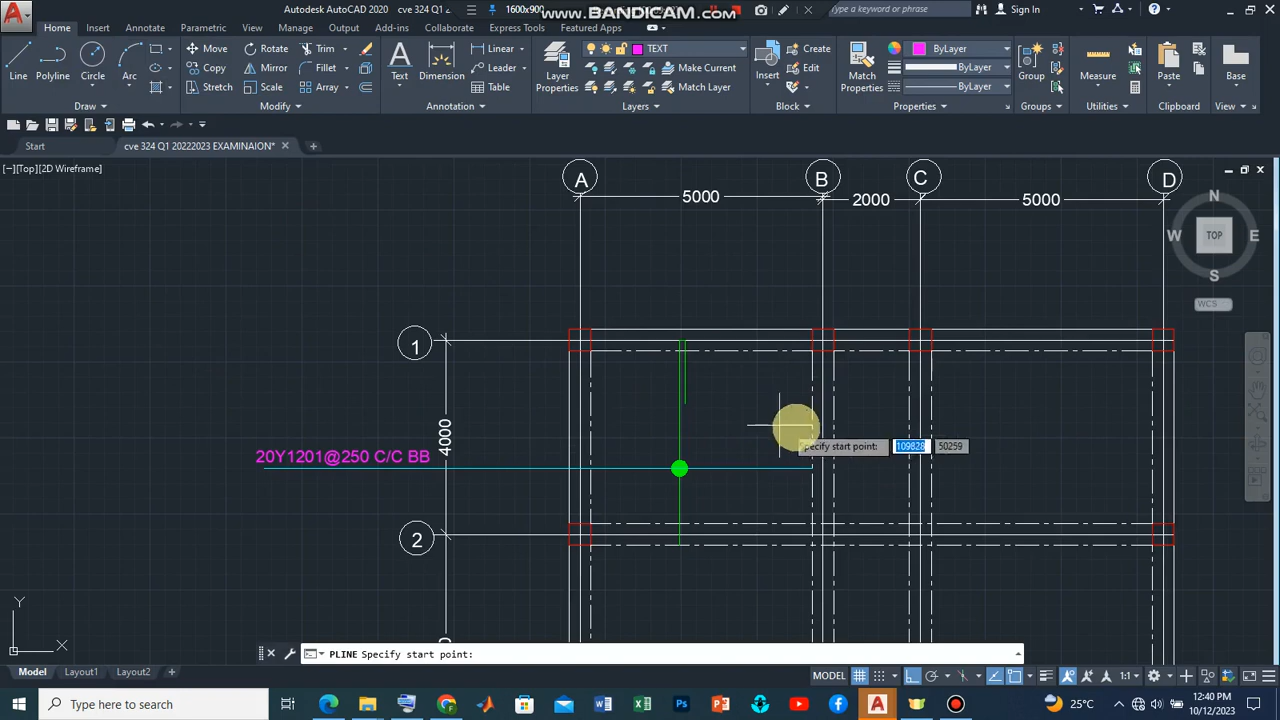 Autodesk AutoCAD 2020 cve 324 Q1 2 1600x900
www.BANDICAM.com
Type a keyword or phrase
Sign In
Home Insert Annotate Parametric View Manage Output Collaborate Express Tools Featured Apps
Line Polyline Circle Arc
Move Rotate Trim
Copy Mirror Fillet
Stretch Scale Array
Text Dimension
Linear
Leader
Table
Layer Properties
TEXT
Make Current
Match Layer
Insert
Create
Edit
Match Properties
ByLayer
ByLayer
ByLayer
Group
Measure
Paste
Base
Draw Modify Annotation Layers Block Properties Groups Utilities Clipboard View
Start cve 324 Q1 20222023 EXAMINAION*
[−][Top][2D Wireframe]
A B C D
5000 2000 5000
N
W TOP E
S
WCS
1
4000
20Y1201@250 C/C BB
2
Specify start point: 109828 50259
Y
X
PLINE Specify start point:
Model Layout1 Layout2 +
MODEL 1:1
Type here to search
25°C
12:40 PM
10/12/2023